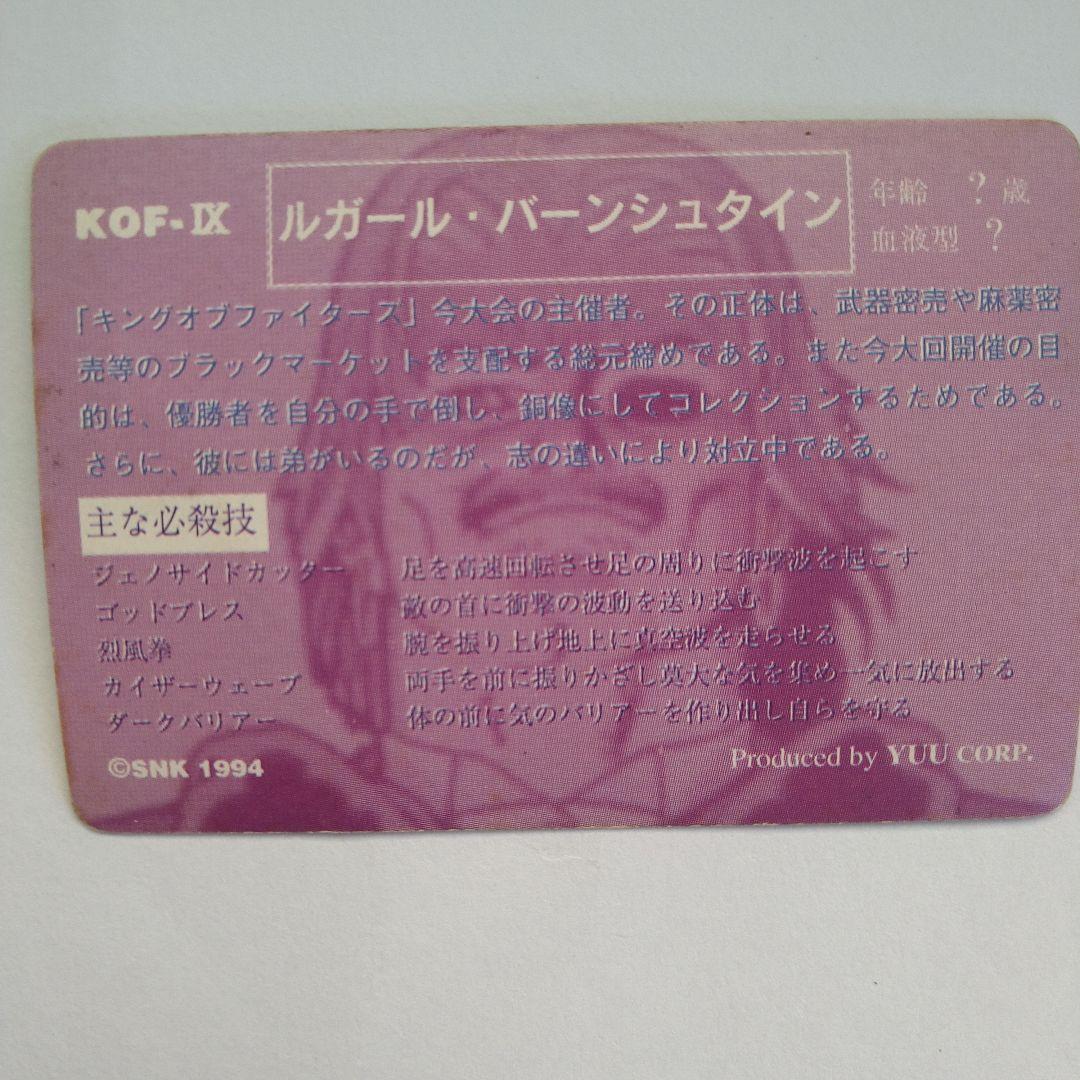 KOF-Ⅸ
ルガール・バーンシュタイン
年齢 ?歳
血液型 ?
「キングオブファイターズ」今大会の主催者。その正体は、武器密売や麻薬密
売等のブラックマーケットを支配する総元締めである。また今大回開催の目
的は、優勝者を自分の手で倒し、銅像にしてコレクションするためである。
さらに、彼には弟がいるのだが、志の違いにより対立中である。
主な必殺技
ジェノサイドカッター 足を高速回転させ足の周りに衝撃波を起こす
ゴッドブレス 敵の首に衝撃の波動を送り込む
烈風拳 腕を振り上げ地上に真空波を走らせる
カイザーウェーブ 両手を前に振りかざし莫大な気を集め一気に放出する
ダークバリアー 体の前に気のバリアーを作り出し自らを守る
©SNK 1994
Produced by YUU CORP.